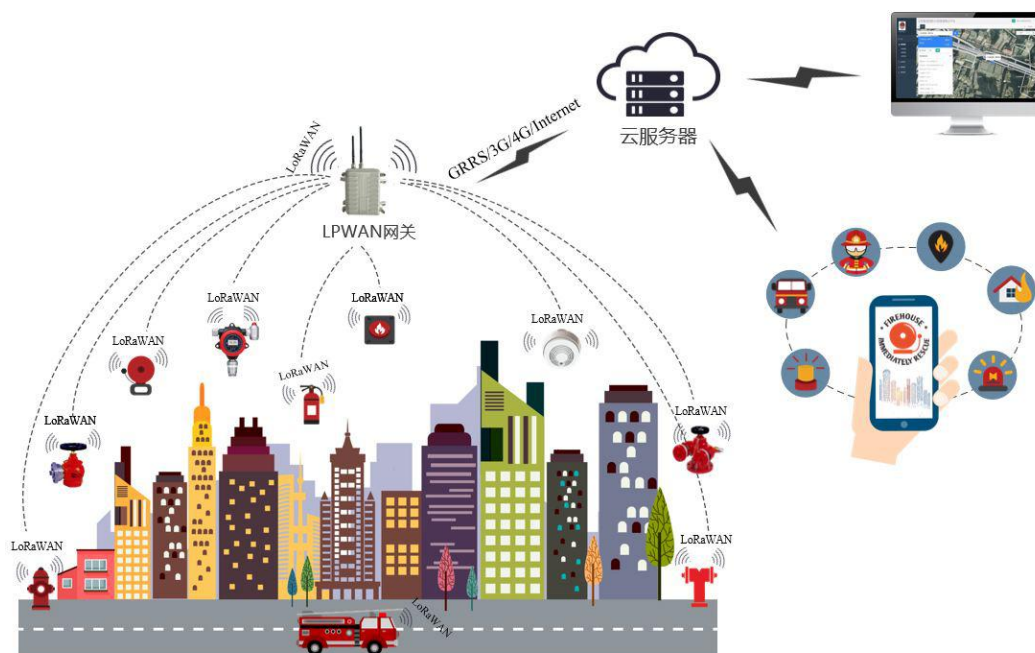 云服务器
GRRS/3G/4G/Internet
LoRaWAN
LPWAN网关
LoRaWAN
LoRaWAN
LoRaWAN
LoRaWAN
LoRaWAN
LoRaWAN
LoRaWAN
LoRaWAN
LoRaWAN
LoRaWAN
FIREHOUSE
IMMEDIATELY RESCUE